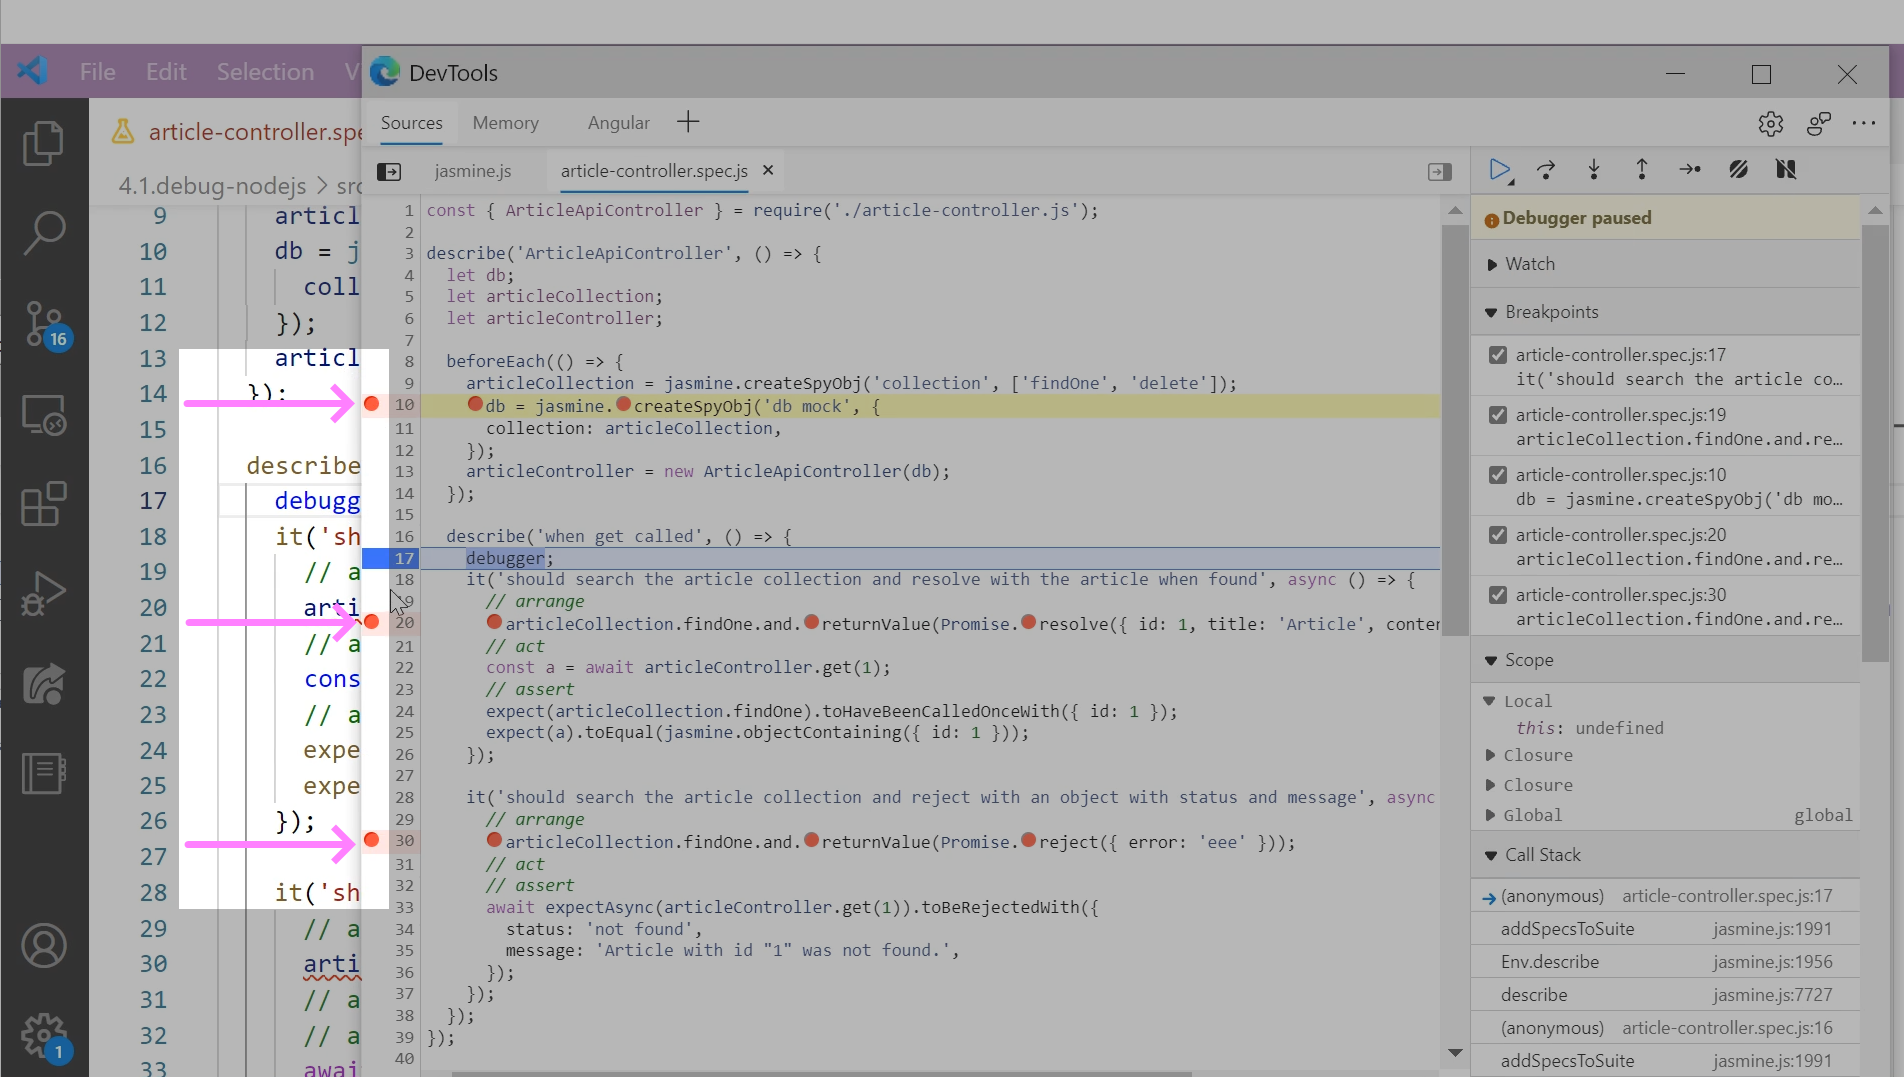 File Edit Selection V
DevTools
article-controller.spe
Sources Memory Angular
4.1.debug-nodejs > src
jasmine.js article-controller.spec.js
9 articl
10 db = j
11 coll
12 });
13 articl
14 });
15
16 describe
17 debugg
18 it('sh
19 // a
20 arti
21 // a
22 cons
23 // a
24 expe
25 expe
26 });
27
28 it('sh
29 // a
30 arti
31 // a
32 // a
33 awai
16
1
1 const { ArticleApiController } = require('./article-controller.js');
2
3 describe('ArticleApiController', () => {
4 let db;
5 let articleCollection;
6 let articleController;
7
8 beforeEach(() => {
9 articleCollection = jasmine.createSpyObj('collection', ['findOne', 'delete']);
10 db = jasmine.createSpyObj('db mock', {
11 collection: articleCollection,
12 });
13 articleController = new ArticleApiController(db);
14 });
15
16 describe('when get called', () => {
17 debugger;
18 it('should search the article collection and resolve with the article when found', async () => {
19 // arrange
20 articleCollection.findOne.and.returnValue(Promise.resolve({ id: 1, title: 'Article', conten
21 // act
22 const a = await articleController.get(1);
23 // assert
24 expect(articleCollection.findOne).toHaveBeenCalledOnceWith({ id: 1 });
25 expect(a).toEqual(jasmine.objectContaining({ id: 1 }));
26 });
27
28 it('should search the article collection and reject with an object with status and message', async
29 // arrange
30 articleCollection.findOne.and.returnValue(Promise.reject({ error: 'eee' }));
31 // act
32 // assert
33 await expectAsync(articleController.get(1)).toBeRejectedWith({
34 status: 'not found',
35 message: 'Article with id "1" was not found.',
36 });
37 });
38 });
39 });
40
Debugger paused
Watch
Breakpoints
article-controller.spec.js:17
it('should search the article co...
article-controller.spec.js:19
articleCollection.findOne.and.re...
article-controller.spec.js:10
db = jasmine.createSpyObj('db mo...
article-controller.spec.js:20
articleCollection.findOne.and.re...
article-controller.spec.js:30
articleCollection.findOne.and.re...
Scope
Local
this: undefined
Closure
Closure
Global global
Call Stack
(anonymous) article-controller.spec.js:17
addSpecsToSuite jasmine.js:1991
Env.describe jasmine.js:1956
describe jasmine.js:7727
(anonymous) article-controller.spec.js:16
addSpecsToSuite jasmine.js:1991